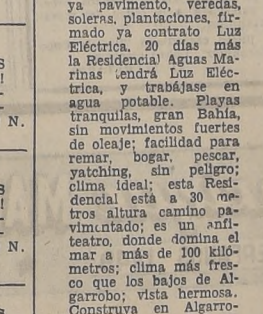 ya pavimento, veredas,
soleras, plantaciones, fir-
mado ya contrato Luz
Eléctrica. 20 días más
la Residencial Aguas Ma-
rinas tendrá Luz Eléc-
trica, y trabájase en
agua potable. Playas
tranquilas, gran Bahía,
N.
sin movimientos fuertes
de oleaje; facilidad para
remar, bogar, pescar,
yatching, sin peligro;
clima ideal; esta Resi-
dencial está a 30 me-
tros altura camino pa-
vimentado; es un anfi-
teatro, donde domina el
N.
mar a más de 100 kiló-
metros; clima más fres-
co que los bajos de Al-
garrobo; vista hermosa.
Construya en Algarro-